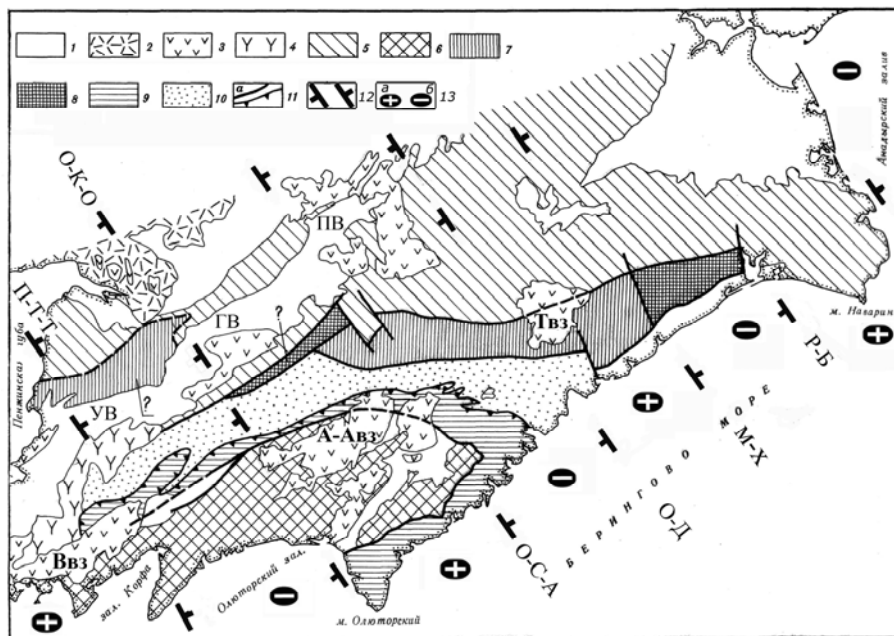 1 2 3 4 5 6 7
8 9 10 а 11 12 а б 13
Анадырский залив
О-К-О
ПВ
П-Т-Т
Пенжинская губа
ГВ
?
Твз
м. Наварин
?
УВ
Р-Б
А-Авз
М-Х
БЕРИНГОВО МОРЕ
О-Д
Ввз
О-С-А
зал. Корфа
Олюторский зал.
м. Олюторский